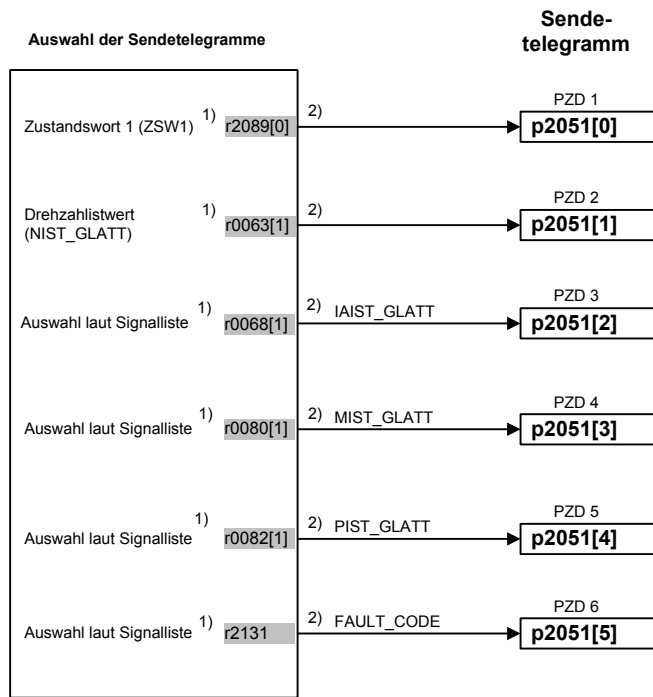 Auswahl der Sendetelegramme
Sende-
telegramm
Zustandswort 1 (ZSW1) 1) r2089[0] 2)
PZD 1
p2051[0]
Drehzahlistwert
(NIST_GLATT) 1) r0063[1] 2)
PZD 2
p2051[1]
Auswahl laut Signalliste 1) r0068[1] 2) IAIST_GLATT
PZD 3
p2051[2]
Auswahl laut Signalliste 1) r0080[1] 2) MIST_GLATT
PZD 4
p2051[3]
Auswahl laut Signalliste 1) r0082[1] 2) PIST_GLATT
PZD 5
p2051[4]
Auswahl laut Signalliste 1) r2131 2) FAULT_CODE
PZD 6
p2051[5]